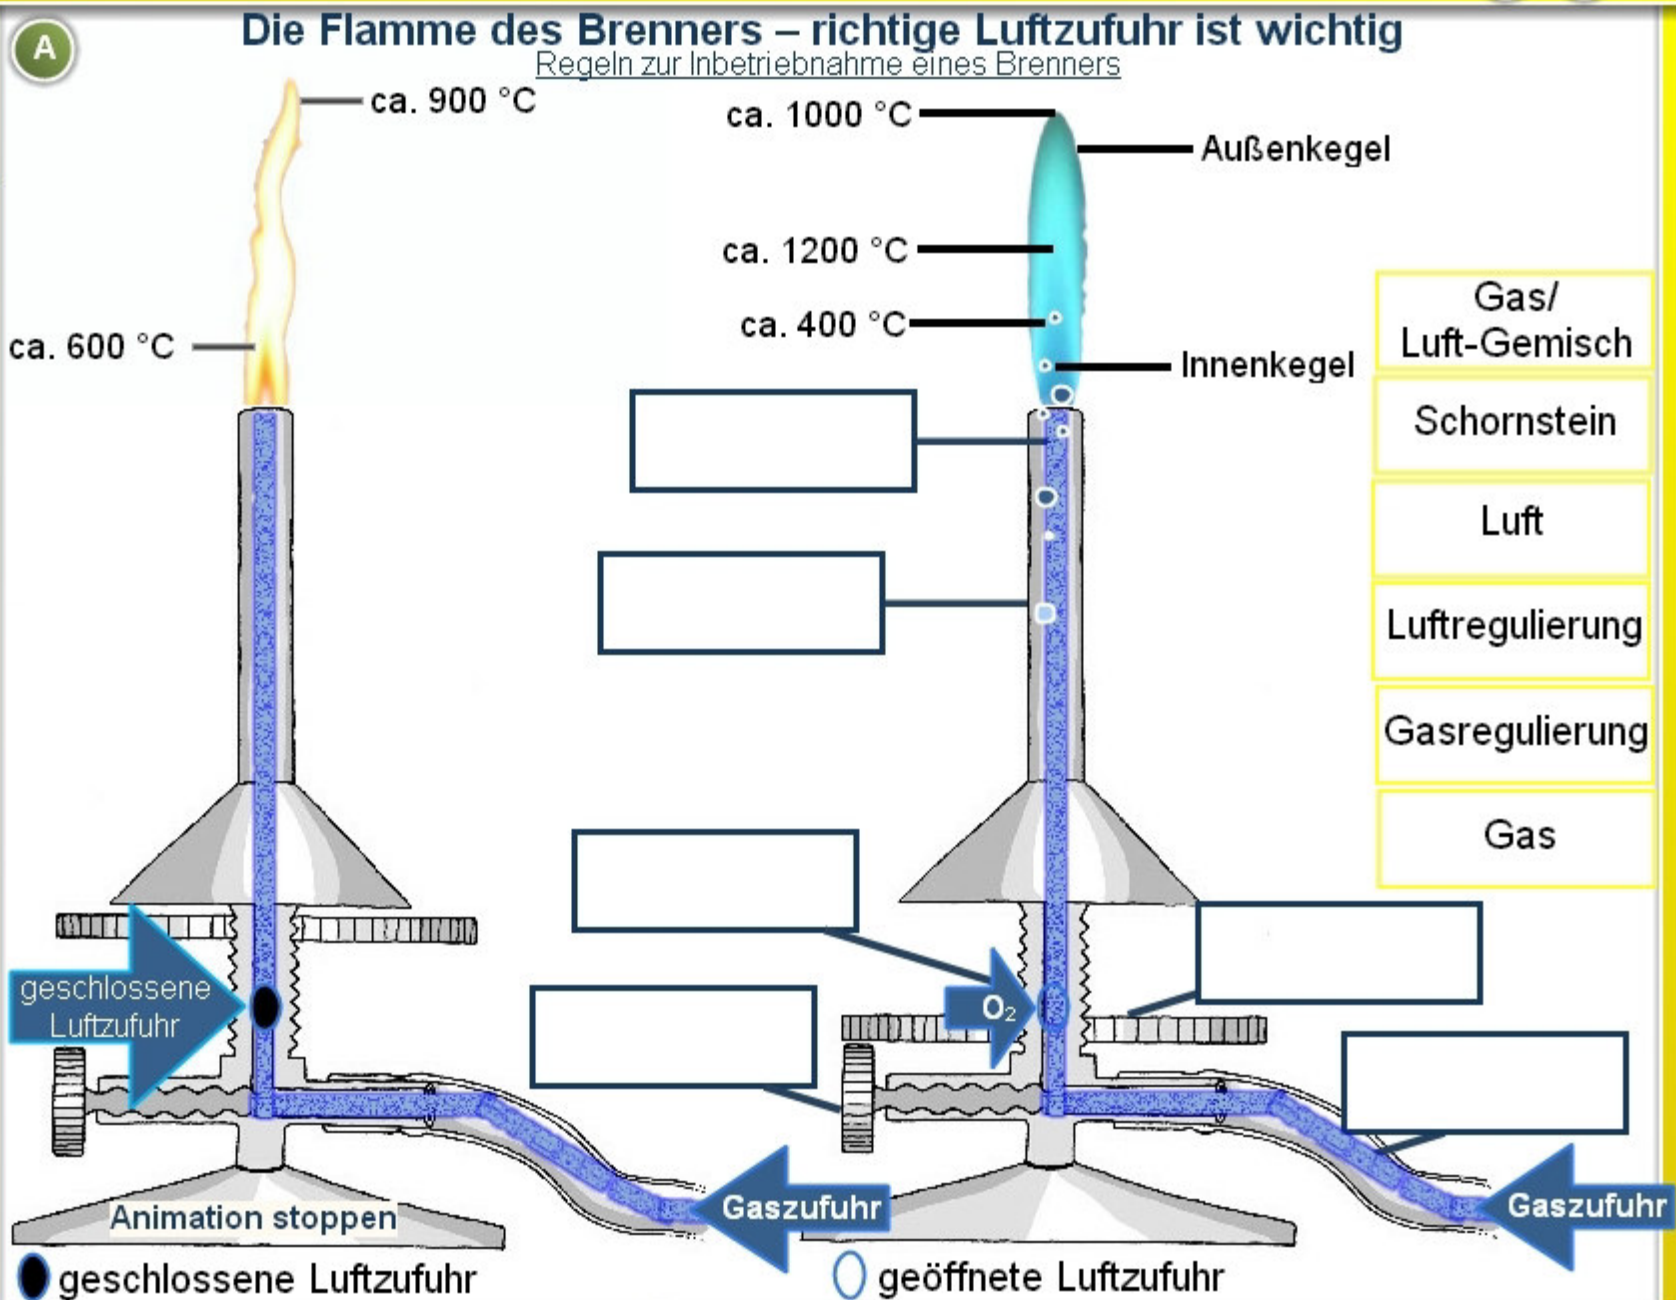 A
Die Flamme des Brenners – richtige Luftzufuhr ist wichtig
Regeln zur Inbetriebnahme eines Brenners
ca. 900 °C
ca. 600 °C
ca. 1000 °C
Außenkegel
ca. 1200 °C
ca. 400 °C
Innenkegel
Gas/
Luft-Gemisch
Schornstein
Luft
Luftregulierung
Gasregulierung
Gas
geschlossene
Luftzufuhr
O₂
Gaszufuhr
Gaszufuhr
Animation stoppen
geschlossene Luftzufuhr
geöffnete Luftzufuhr